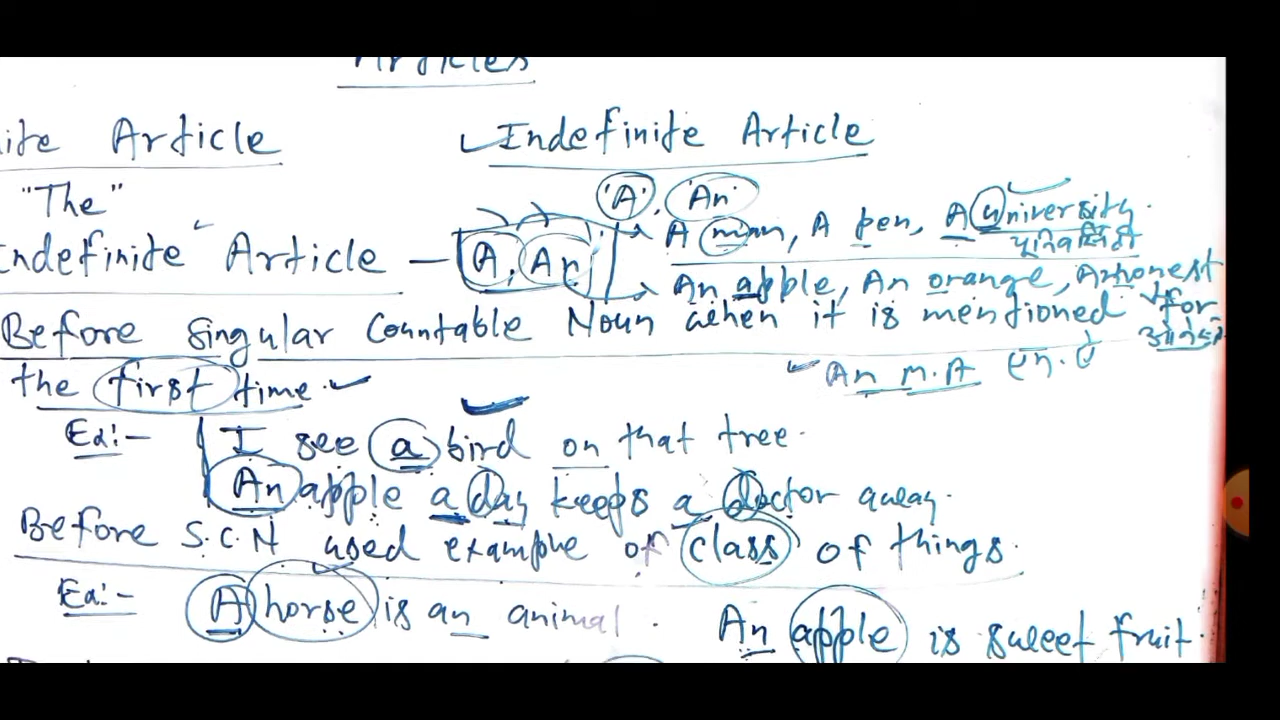 Articles
ite Article ✓Indefinite Article
"The" 'A', 'An'
A man, A pen, A University.
यूनिवर्सिटी
Indefinite Article — A, An
An apple, An orange, An honest
Before singular Countable Noun when it is mentioned for
the first time.
An M.A एम. ए
Ex:- I see a bird on that tree.
An apple a day keeps a doctor away.
Before S.C.N used example of class of things.
Ex:- A horse is an animal. An apple is sweet fruit.